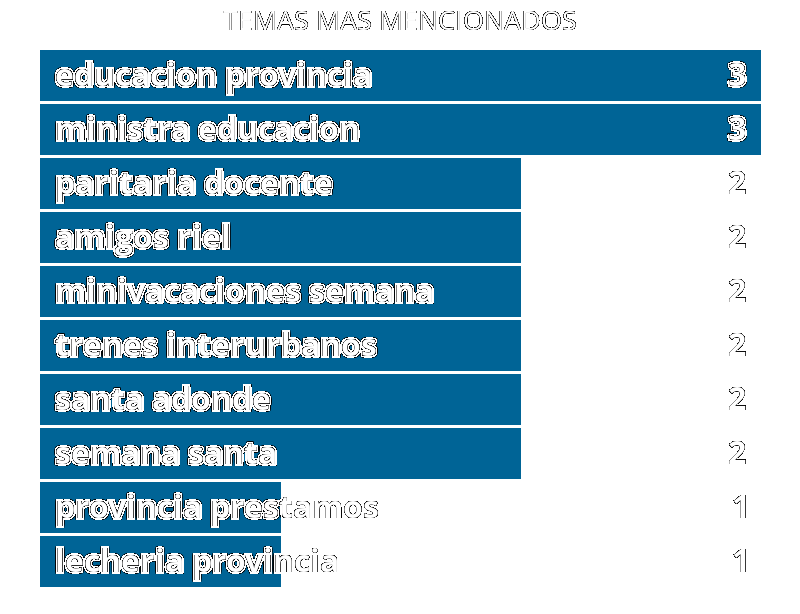 TEMAS MAS MENCIONADOS
educacion provincia 3
ministra educacion 3
paritaria docente 2
amigos riel 2
minivacaciones semana 2
trenes interurbanos 2
santa adonde 2
semana santa 2
provincia prestamos 1
lecheria provincia 1